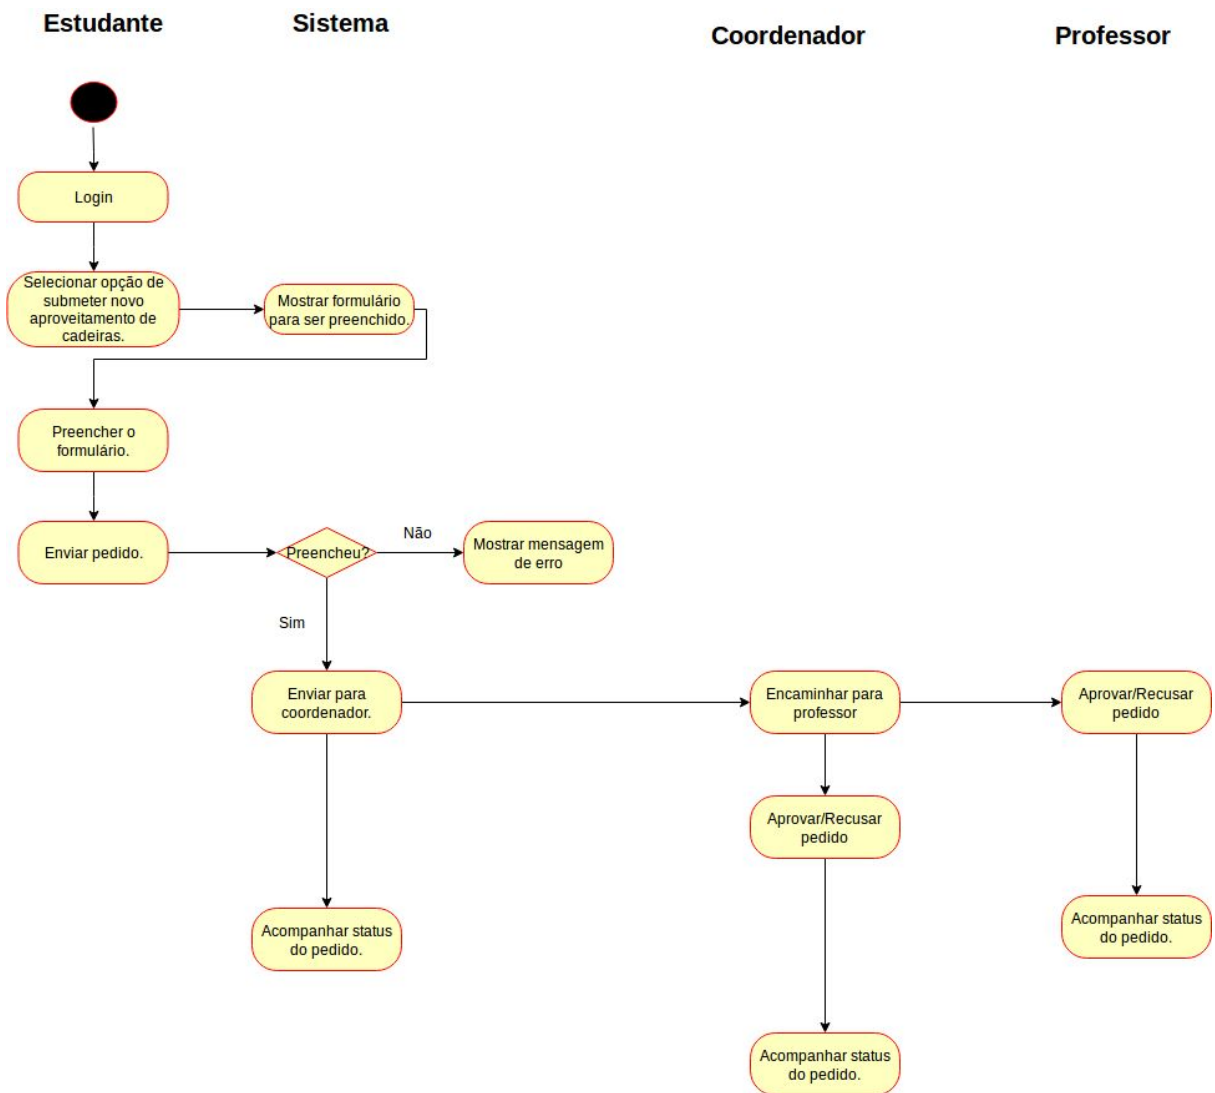 Estudante
Sistema
Coordenador
Professor
Login
Selecionar opção de
submeter novo
aproveitamento de
cadeiras.
Mostrar formulário
para ser preenchido.
Preencher o
formulário.
Enviar pedido.
Preencheu?
Não
Mostrar mensagem
de erro
Sim
Enviar para
coordenador.
Encaminhar para
professor
Aprovar/Recusar
pedido
Aprovar/Recusar
pedido
Acompanhar status
do pedido.
Acompanhar status
do pedido.
Acompanhar status
do pedido.